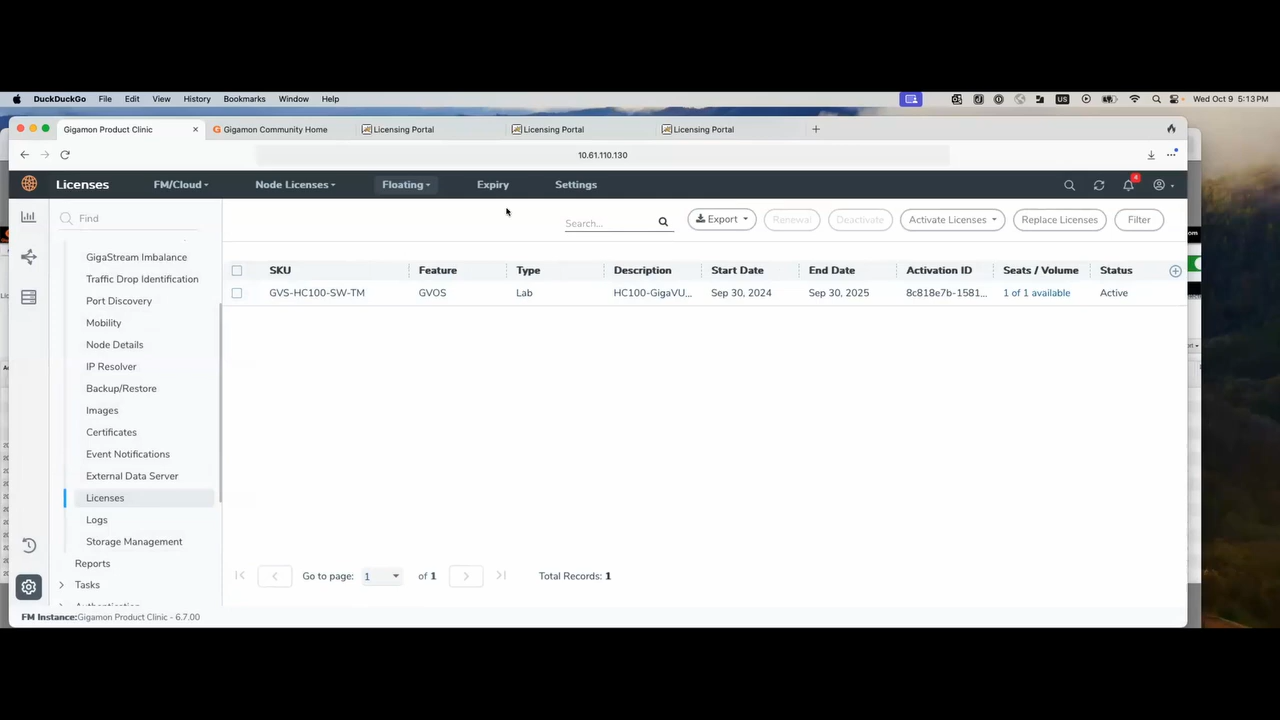 DuckDuckGo File Edit View History Bookmarks Window Help US Wed Oct 9 5:13 PM
Gigamon Product Clinic Gigamon Community Home Licensing Portal Licensing Portal Licensing Portal
10.61.110.130
Licenses FM/Cloud Node Licenses Floating Expiry Settings 4
Find Search... Export Renewal Deactivate Activate Licenses Replace Licenses Filter
SKU Feature Type Description Start Date End Date Activation ID Seats / Volume Status
GVS-HC100-SW-TM GVOS Lab HC100-GigaVU... Sep 30, 2024 Sep 30, 2025 8c818e7b-1581... 1 of 1 available Active
GigaStream Imbalance
Traffic Drop Identification
Port Discovery
Mobility
Node Details
IP Resolver
Backup/Restore
Images
Certificates
Event Notifications
External Data Server
Licenses
Logs
Storage Management
Reports
Tasks
Authentication
Go to page: 1 of 1 Total Records: 1
FM Instance:Gigamon Product Clinic - 6.7.00